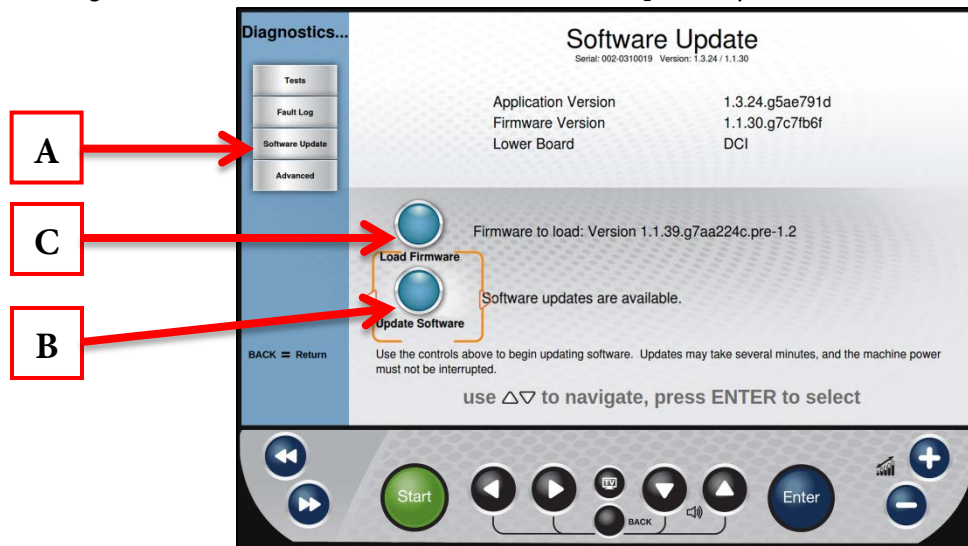 Diagnostics...
Software Update
Serial: 002-0310019 Version: 1.3.24 / 1.1.30
Tests
Fault Log
Software Update
Advanced
Application Version 1.3.24.g5ae791d
Firmware Version 1.1.30.g7c7fb6f
Lower Board DCI
A
C
B
Load Firmware
Firmware to load: Version 1.1.39.g7aa224c.pre-1.2
Update Software
Software updates are available.
BACK = Return
Use the controls above to begin updating software. Updates may take several minutes, and the machine power
must not be interrupted.
use △▽ to navigate, press ENTER to select
Start
TV
BACK
Enter